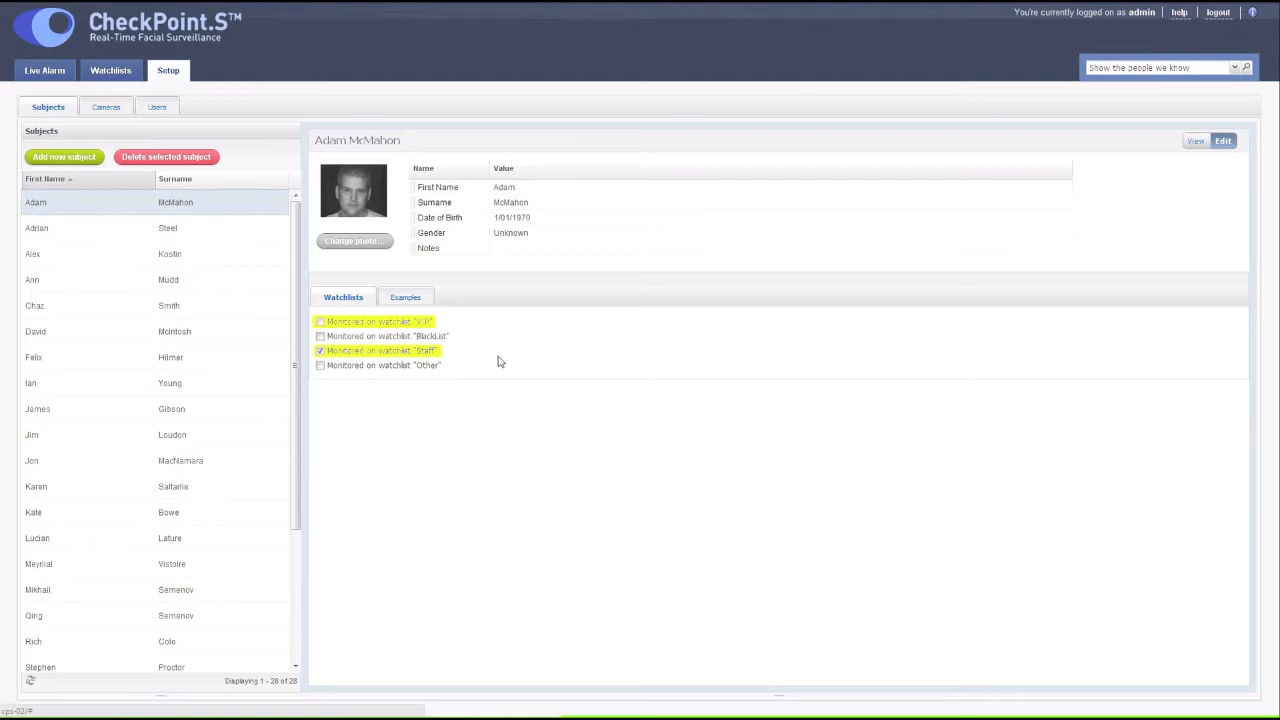 CheckPoint.S™
Real-Time Facial Surveillance
You're currently logged on as admin help logout
Live Alarm Watchlists Setup
Show the people we know
Subjects Cameras Users
Subjects
Add new subject Delete selected subject
First Name Surname
Adam McMahon
Adrian Steel
Alex Kostin
Ann Mudd
Chaz Smith
David McIntosh
Felix Hilmer
Ian Young
James Gibson
Jim Loudon
Jon MacNamara
Karen Salfarlie
Kate Bowe
Lucian Lature
Meynial Vistoire
Mikhail Semenov
Qing Semenov
Rich Cole
Stephen Proctor
Displaying 1 - 28 of 28
Adam McMahon
View Edit
Change photo...
Name Value
First Name Adam
Surname McMahon
Date of Birth 1/01/1970
Gender Unknown
Notes
Watchlists Examples
Monitored on watchlist "V.I.P"
Monitored on watchlist "BlackList"
Monitored on watchlist "Staff"
Monitored on watchlist "Other"
cps-02/#